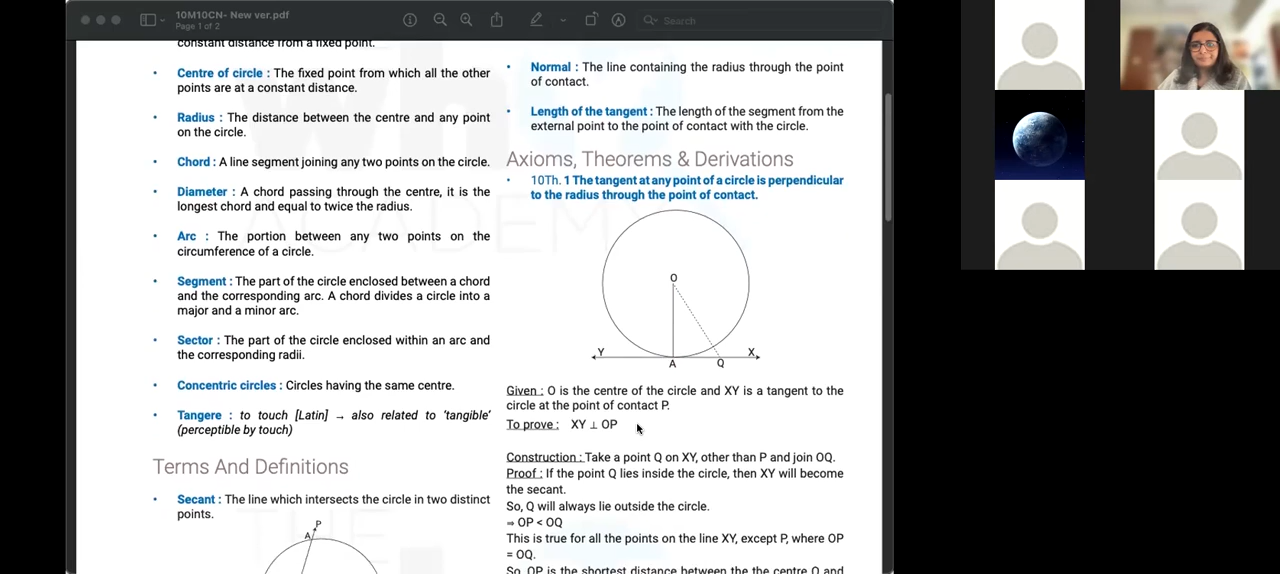 10M10CN- New ver.pdf
Page 1 of 2
Search
constant distance from a fixed point.
• Centre of circle : The fixed point from which all the other
points are at a constant distance.
• Radius : The distance between the centre and any point
on the circle.
• Chord : A line segment joining any two points on the circle.
• Diameter : A chord passing through the centre, it is the
longest chord and equal to twice the radius.
• Arc : The portion between any two points on the
circumference of a circle.
• Segment : The part of the circle enclosed between a chord
and the corresponding arc. A chord divides a circle into a
major and a minor arc.
• Sector : The part of the circle enclosed within an arc and
the corresponding radii.
• Concentric circles : Circles having the same centre.
• Tangere : to touch [Latin] → also related to ‘tangible’
(perceptible by touch)
Terms And Definitions
• Secant : The line which intersects the circle in two distinct
points.
P
A
• Normal : The line containing the radius through the point
of contact.
• Length of the tangent : The length of the segment from the
external point to the point of contact with the circle.
Axioms, Theorems & Derivations
• 10Th. 1 The tangent at any point of a circle is perpendicular
to the radius through the point of contact.
O
Y X
A Q
Given : O is the centre of the circle and XY is a tangent to the
circle at the point of contact P.
To prove : XY ⊥ OP
Construction : Take a point Q on XY, other than P and join OQ.
Proof : If the point Q lies inside the circle, then XY will become
the secant.
So, Q will always lie outside the circle.
⇒ OP < OQ
This is true for all the points on the line XY, except P, where OP
= OQ.
So, OP is the shortest distance between the the centre O and